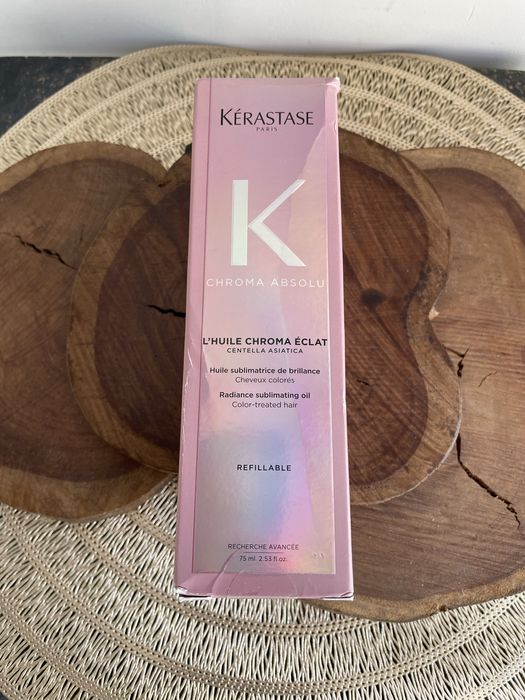 KÉRASTASE
PARIS
K
CHROMA ABSOLU
L'HUILE CHROMA ÉCLAT
CENTELLA ASIATICA
Huile sublimatrice de brillance
Cheveux colorés
Radiance sublimating oil
Color-treated hair
REFILLABLE
RECHERCHE AVANCÉE
75 ml 2.53 fl oz.